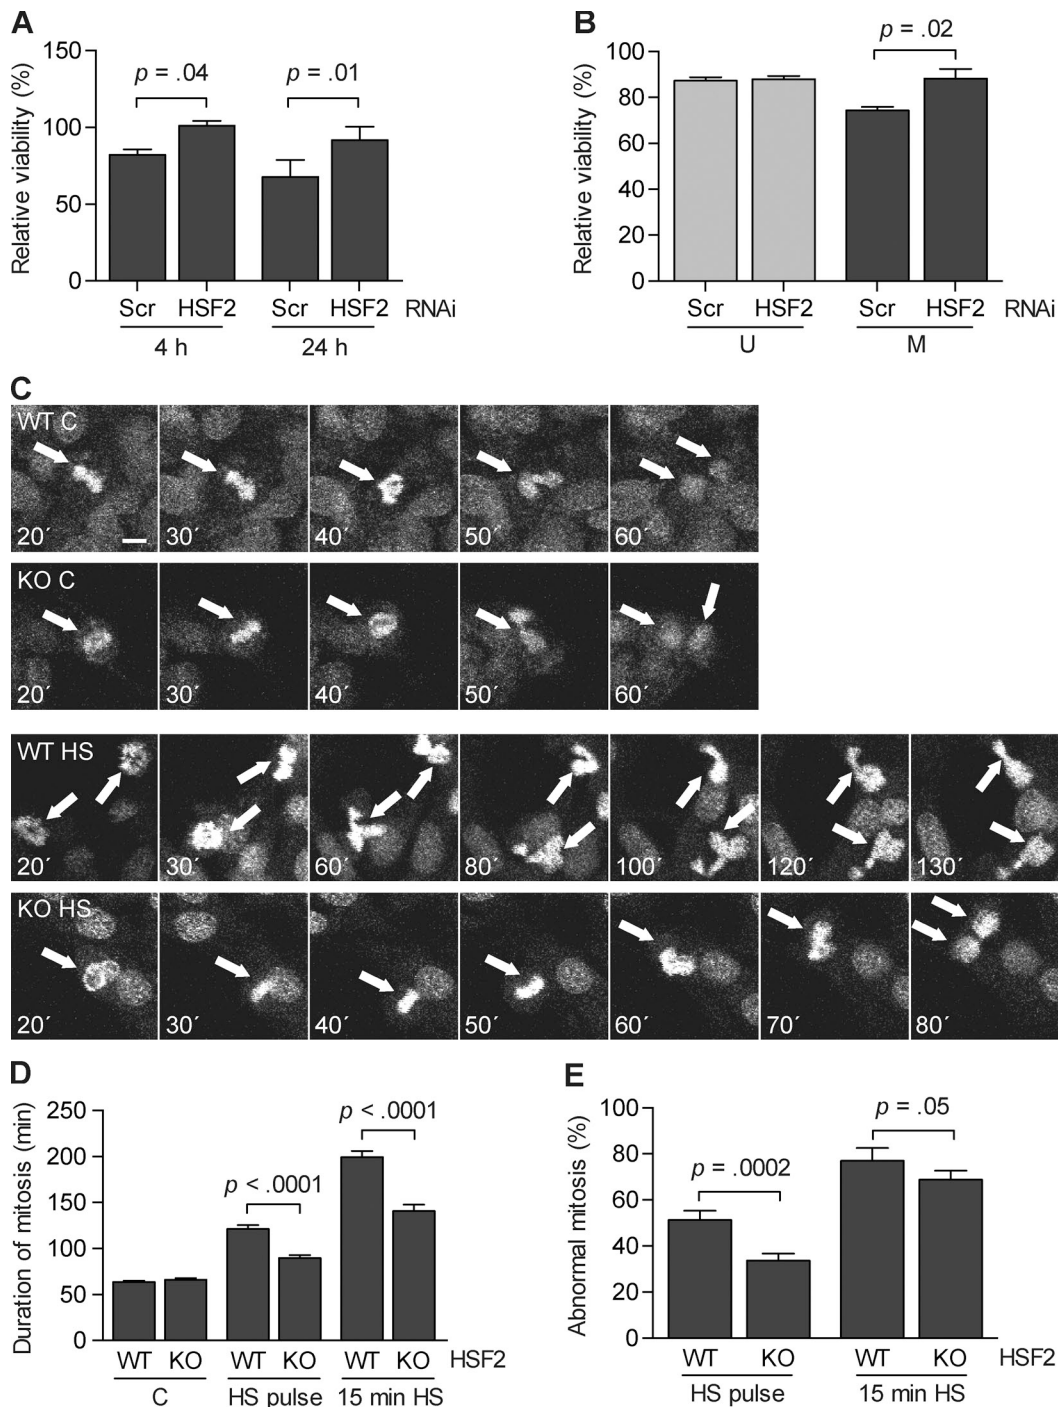 A
Relative viability (%)
150
100
50
0
p = .04
p = .01
Scr HSF2 Scr HSF2 RNAi
4 h 24 h
B
Relative viability (%)
100
80
60
40
20
0
p = .02
Scr HSF2 Scr HSF2 RNAi
U M
C
WT C
20´ 30´ 40´ 50´ 60´
KO C
20´ 30´ 40´ 50´ 60´
WT HS
20´ 30´ 60´ 80´ 100´ 120´ 130´
KO HS
20´ 30´ 40´ 50´ 60´ 70´ 80´
D
Duration of mitosis (min)
250
200
150
100
50
0
p < .0001
p < .0001
WT KO WT KO WT KO HSF2
C HS pulse 15 min HS
E
Abnormal mitosis (%)
100
80
60
40
20
0
p = .0002
p = .05
WT KO WT KO HSF2
HS pulse 15 min HS